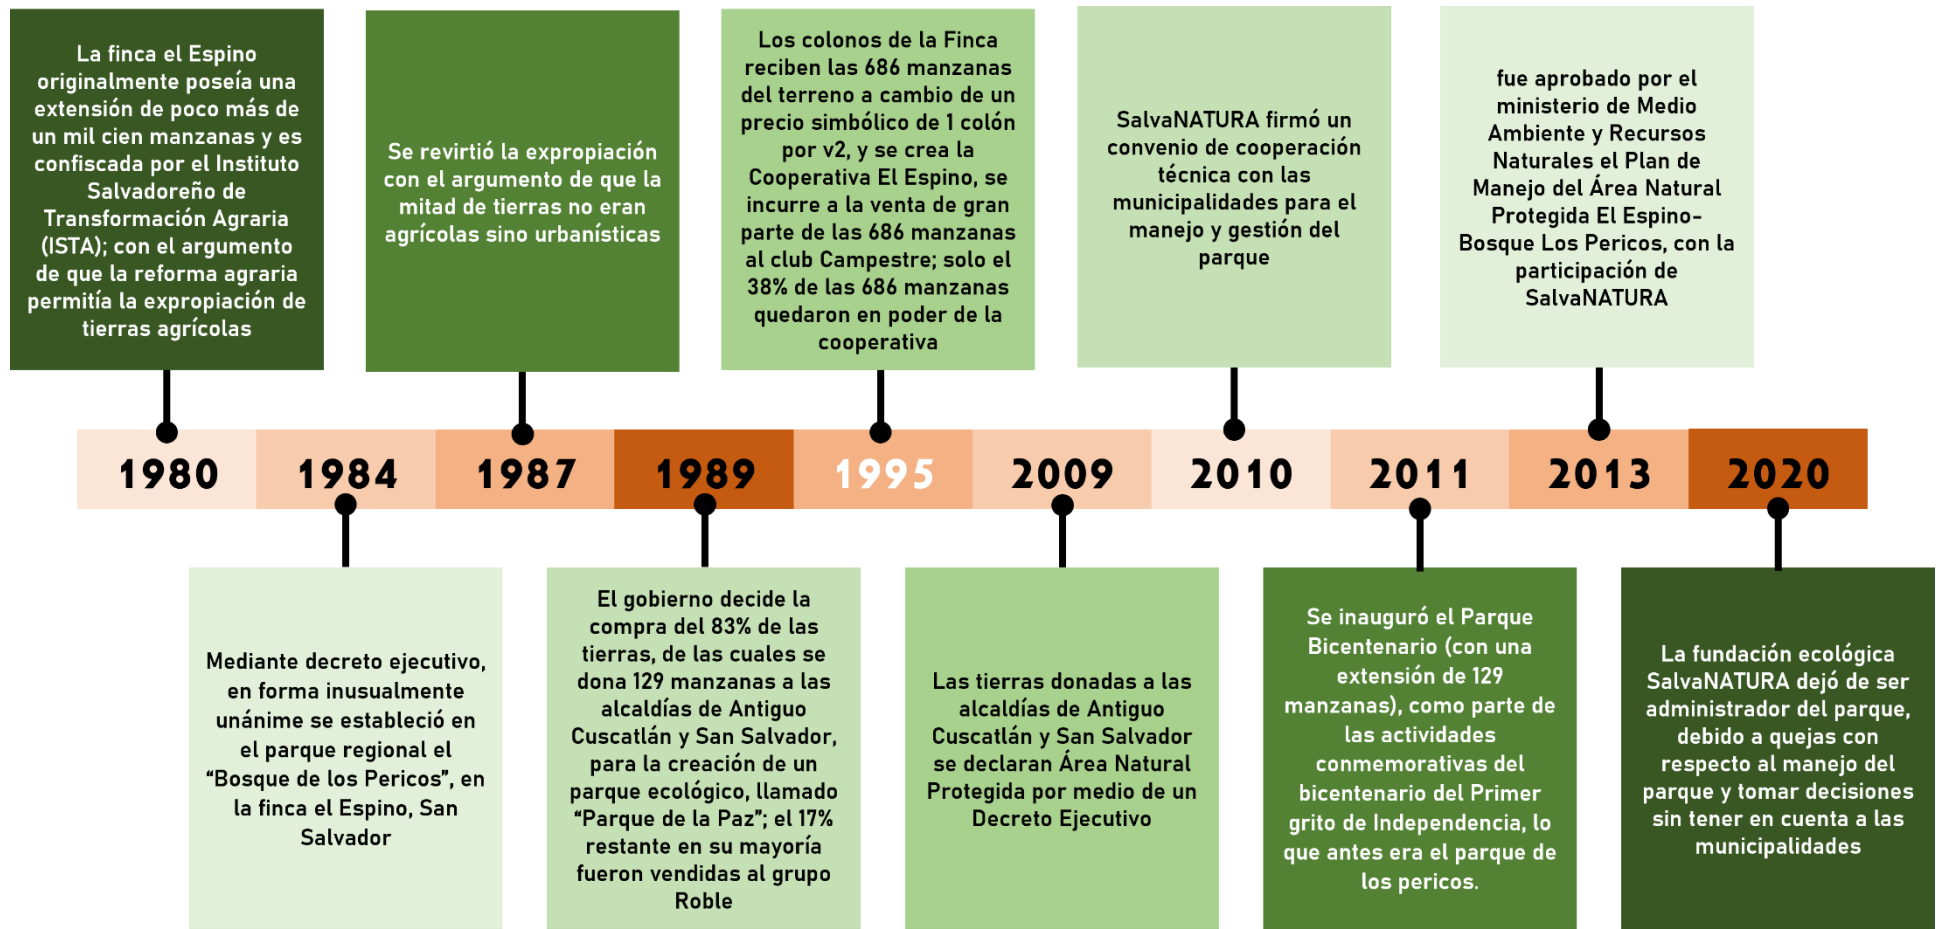 La finca el Espino
originalmente poseía una
extensión de poco más de
un mil cien manzanas y es
confiscada por el Instituto
Salvadoreño de
Transformación Agraria
(ISTA); con el argumento
de que la reforma agraria
permitía la expropiación de
tierras agrícolas
Se revirtió la expropiación
con el argumento de que la
mitad de tierras no eran
agrícolas sino urbanísticas
Los colonos de la Finca
reciben las 686 manzanas
del terreno a cambio de un
precio simbólico de 1 colón
por v2, y se crea la
Cooperativa El Espino, se
incurre a la venta de gran
parte de las 686 manzanas
al club Campestre; solo el
38% de las 686 manzanas
quedaron en poder de la
cooperativa
SalvaNATURA firmó un
convenio de cooperación
técnica con las
municipalidades para el
manejo y gestión del
parque
fue aprobado por el
ministerio de Medio
Ambiente y Recursos
Naturales el Plan de
Manejo del Área Natural
Protegida El Espino-
Bosque Los Pericos, con la
participación de
SalvaNATURA
1980 1984 1987 1989 1995 2009 2010 2011 2013 2020
Mediante decreto ejecutivo,
en forma inusualmente
unánime se estableció en
el parque regional el
“Bosque de los Pericos”, en
la finca el Espino, San
Salvador
El gobierno decide la
compra del 83% de las
tierras, de las cuales se
dona 129 manzanas a las
alcaldías de Antiguo
Cuscatlán y San Salvador,
para la creación de un
parque ecológico, llamado
“Parque de la Paz”; el 17%
restante en su mayoría
fueron vendidas al grupo
Roble
Las tierras donadas a las
alcaldías de Antiguo
Cuscatlán y San Salvador
se declaran Área Natural
Protegida por medio de un
Decreto Ejecutivo
Se inauguró el Parque
Bicentenario (con una
extensión de 129
manzanas), como parte de
las actividades
conmemorativas del
bicentenario del Primer
grito de Independencia, lo
que antes era el parque de
los pericos.
La fundación ecológica
SalvaNATURA dejó de ser
administrador del parque,
debido a quejas con
respecto al manejo del
parque y tomar decisiones
sin tener en cuenta a las
municipalidades